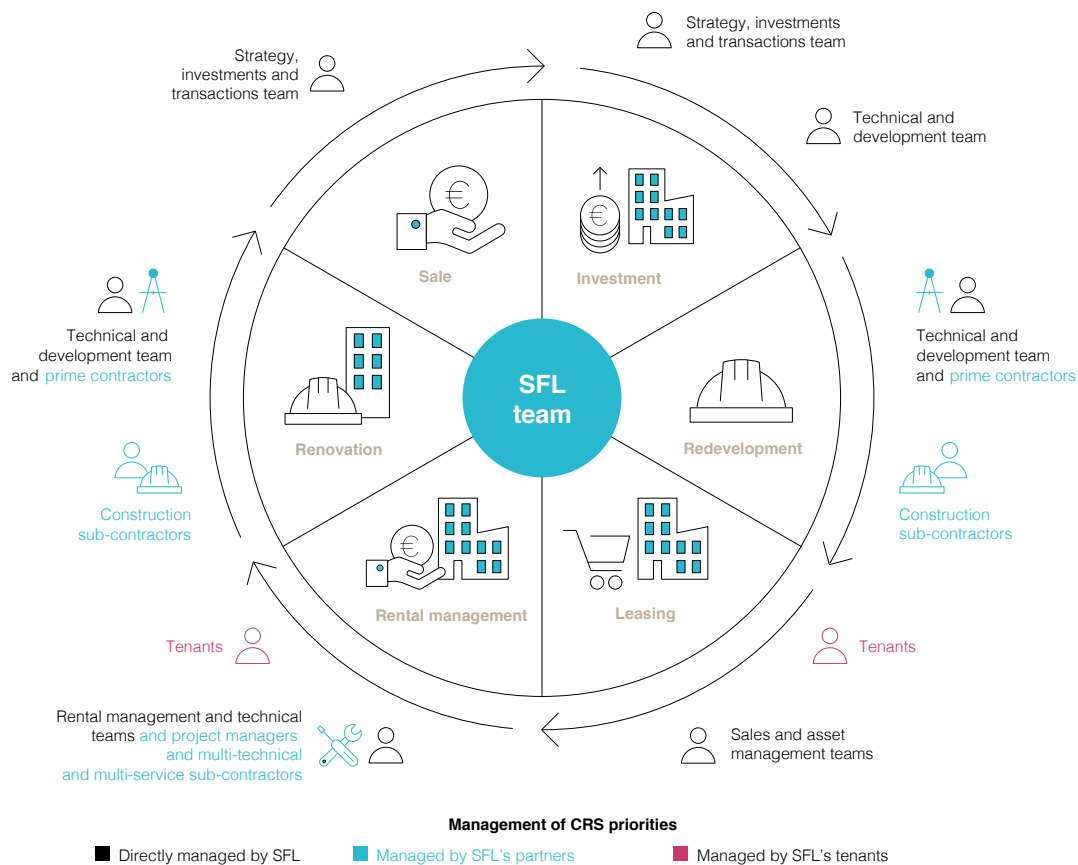 Strategy, investments
and transactions team
Strategy,
investments and
transactions team
Technical and
development team
Sale
Investment
Technical and
development team
and prime contractors
Technical and
development team
and prime contractors
SFL
team
Renovation
Redevelopment
Construction
sub-contractors
Construction
sub-contractors
Rental management
Leasing
Tenants
Tenants
Rental management and technical
teams and project managers
and multi-technical
and multi-service sub-contractors
Sales and asset
management teams
Management of CRS priorities
Directly managed by SFL
Managed by SFL's partners
Managed by SFL's tenants